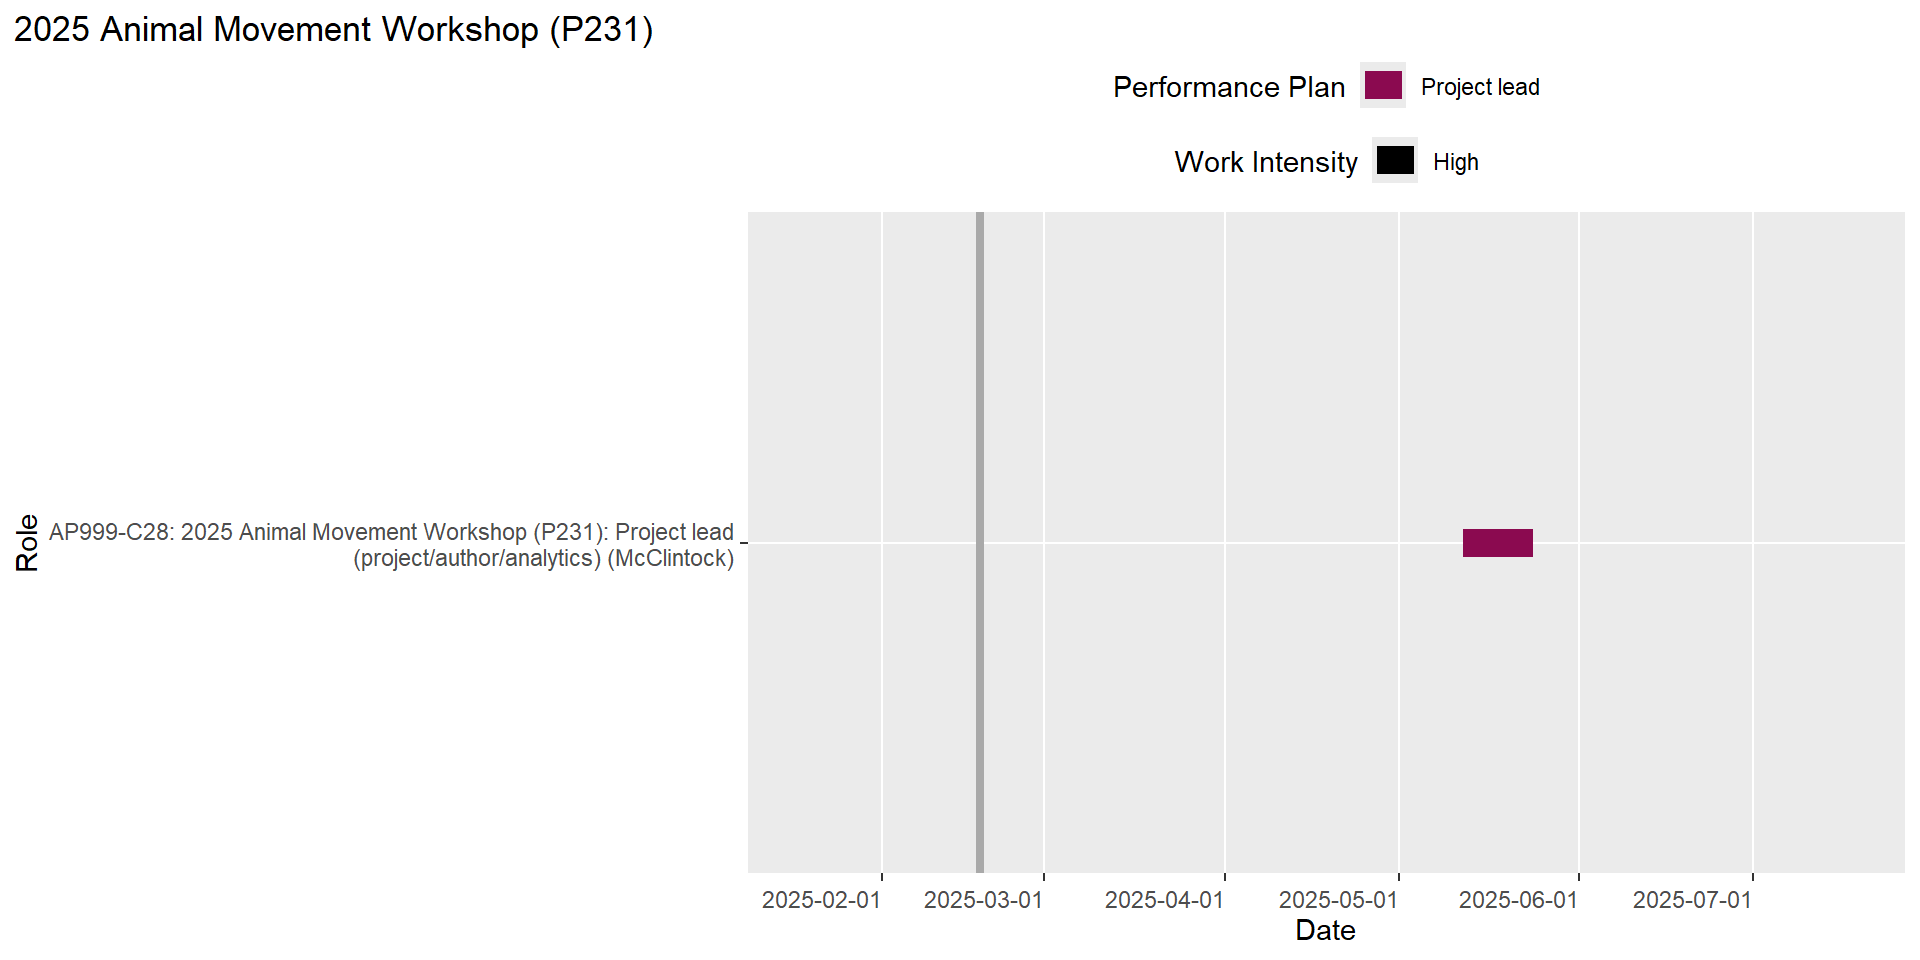 2025 Animal Movement Workshop (P231)
Performance Plan Project lead
Work Intensity High
Role
AP999-C28: 2025 Animal Movement Workshop (P231): Project lead
(project/author/analytics) (McClintock)
2025-02-01 2025-03-01 2025-04-01 2025-05-01 2025-06-01 2025-07-01
Date